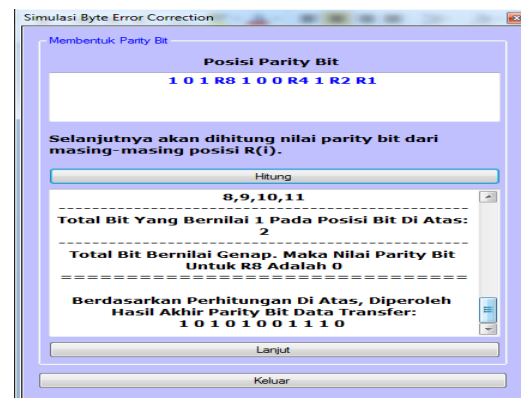 Simulasi Byte Error Correction
Membentuk Parity Bit
Posisi Parity Bit
1 0 1 R8 1 0 0 R4 1 R2 R1
Selanjutnya akan dihitung nilai parity bit dari
masing-masing posisi R(i).
Hitung
8,9,10,11
------------------------------------------------
Total Bit Yang Bernilai 1 Pada Posisi Bit Di Atas:
2
------------------------------------------------
Total Bit Bernilai Genap. Maka Nilai Parity Bit
Untuk R8 Adalah 0
================================
Berdasarkan Perhitungan Di Atas, Diperoleh
Hasil Akhir Parity Bit Data Transfer:
1 0 1 0 1 0 0 1 1 1 0
Lanjut
Keluar